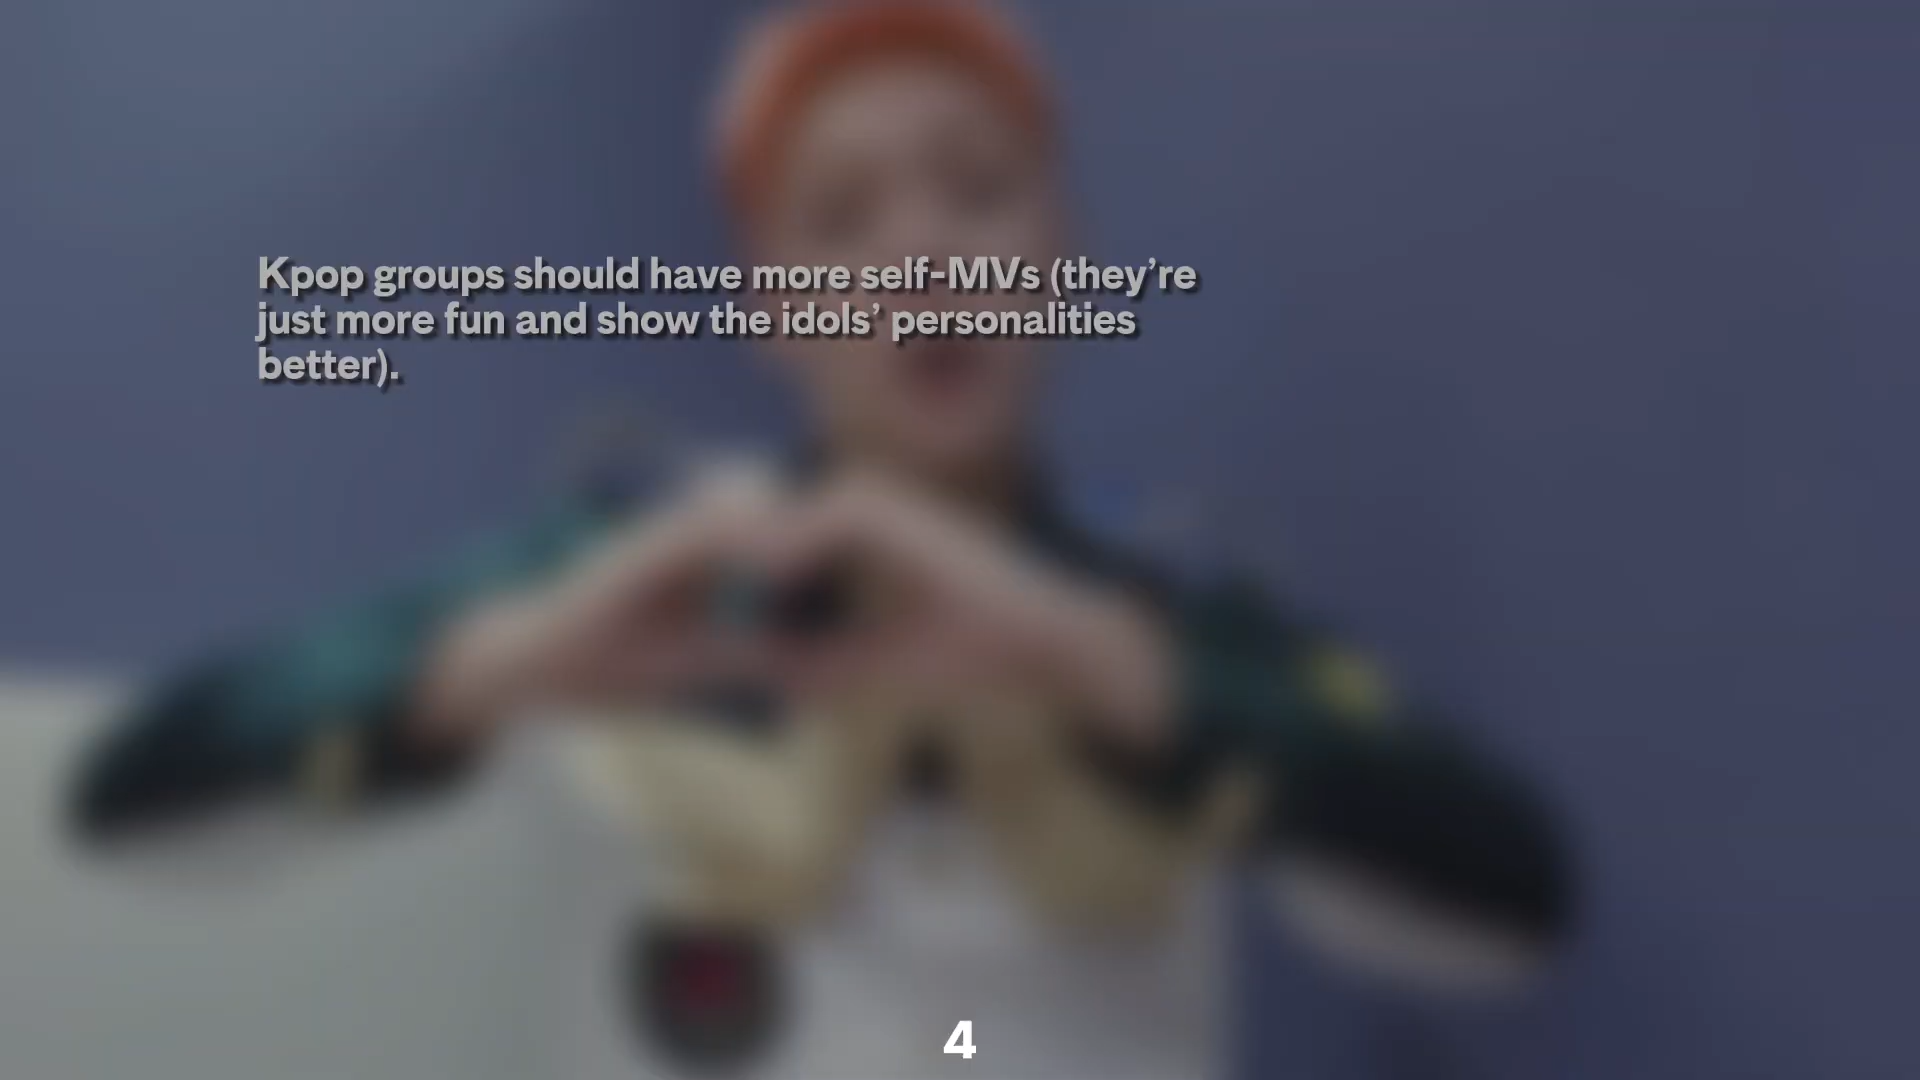 Kpop groups should have more self-MVs (they’re
just more fun and show the idols’ personalities
better).
4